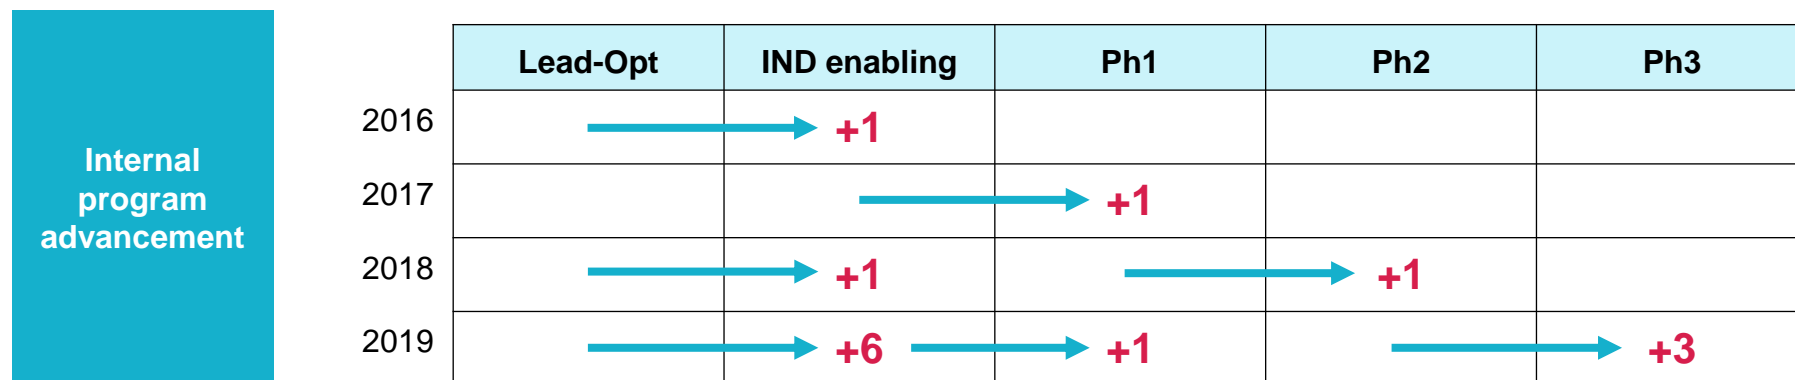 Internal
program
advancement
Lead-Opt IND enabling Ph1 Ph2 Ph3
2016 +1
2017 +1
2018 +1 +1
2019 +6 +1 +3